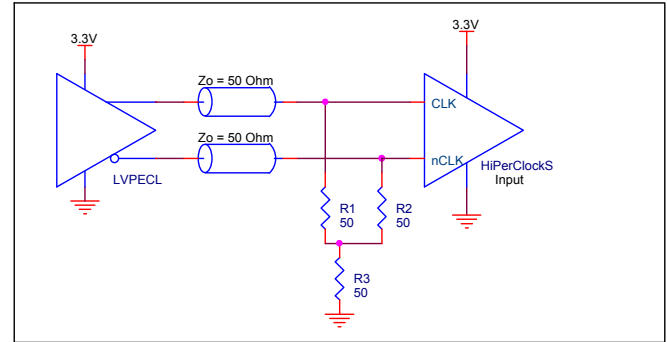 3.3V
3.3V
Zo = 50 Ohm
CLK
Zo = 50 Ohm
nCLK
LVPECL
HiPerClockS
Input
R1
50
R2
50
R3
50